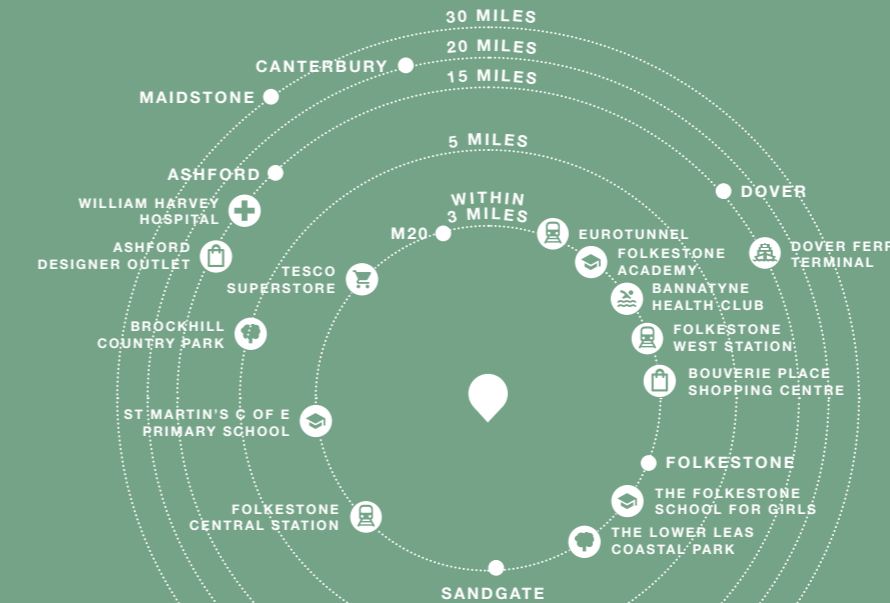 30 MILES
20 MILES
CANTERBURY
15 MILES
MAIDSTONE
5 MILES
ASHFORD
DOVER
WILLIAM HARVEY
HOSPITAL
WITHIN
3 MILES
M20
EUROTUNNEL
ASHFORD
DESIGNER OUTLET
FOLKESTONE
ACADEMY
DOVER FERR
TERMINAL
TESCO
SUPERSTORE
BANNATYNE
HEALTH CLUB
BROCKHILL
COUNTRY PARK
FOLKESTONE
WEST STATION
BOUVERIE PLACE
SHOPPING CENTRE
ST MARTIN'S C OF E
PRIMARY SCHOOL
FOLKESTONE
THE FOLKESTONE
SCHOOL FOR GIRLS
FOLKESTONE
CENTRAL STATION
THE LOWER LEAS
COASTAL PARK
SANDGATE